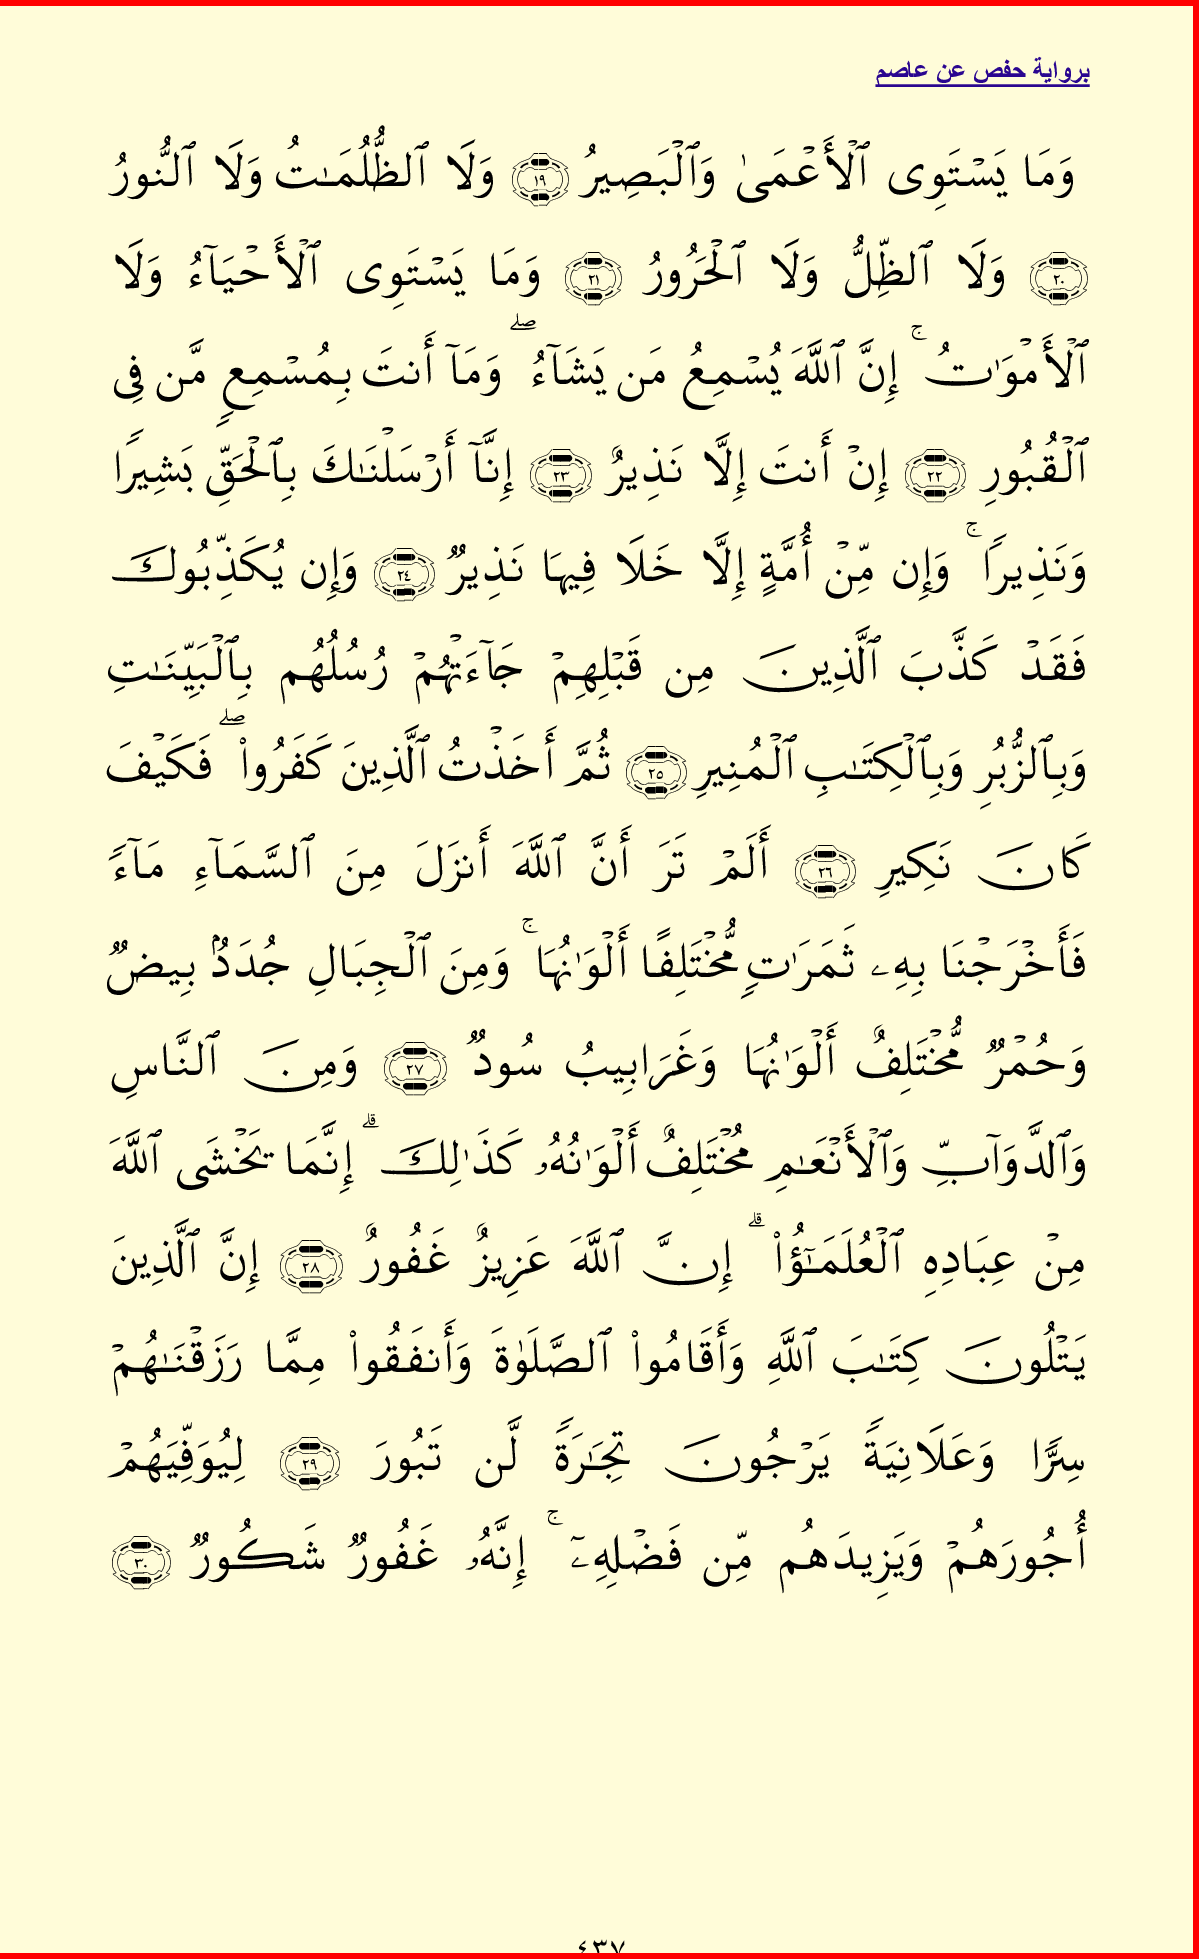 برواية حفص عن عاصم
وَمَا يَسْتَوِى ٱلْأَعْمَىٰ وَٱلْبَصِيرُ ١٩ وَلَا ٱلظُّلُمَـٰتُ وَلَا ٱلنُّورُ
٢٠ وَلَا ٱلظِّلُّ وَلَا ٱلْحَرُورُ ٢١ وَمَا يَسْتَوِى ٱلْأَحْيَآءُ وَلَا
ٱلْأَمْوَٰتُ ۚ إِنَّ ٱللَّهَ يُسْمِعُ مَن يَشَآءُ ۖ وَمَآ أَنتَ بِمُسْمِعٍ مَّن فِى
ٱلْقُبُورِ ٢٢ إِنْ أَنتَ إِلَّا نَذِيرٌ ٢٣ إِنَّآ أَرْسَلْنَـٰكَ بِٱلْحَقِّ بَشِيرًا
وَنَذِيرًا ۚ وَإِن مِّنْ أُمَّةٍ إِلَّا خَلَا فِيهَا نَذِيرٌ ٢٤ وَإِن يُكَذِّبُوكَ
فَقَدْ كَذَّبَ ٱلَّذِينَ مِن قَبْلِهِمْ جَآءَتْهُمْ رُسُلُهُم بِٱلْبَيِّنَـٰتِ
وَبِٱلزُّبُرِ وَبِٱلْكِتَـٰبِ ٱلْمُنِيرِ ٢٥ ثُمَّ أَخَذْتُ ٱلَّذِينَ كَفَرُوا۟ ۖ فَكَيْفَ
كَانَ نَكِيرِ ٢٦ أَلَمْ تَرَ أَنَّ ٱللَّهَ أَنزَلَ مِنَ ٱلسَّمَآءِ مَآءً
فَأَخْرَجْنَا بِهِۦ ثَمَرَٰتٍ مُّخْتَلِفًا أَلْوَٰنُهَا ۚ وَمِنَ ٱلْجِبَالِ جُدَدٌۢ بِيضٌ
وَحُمْرٌ مُّخْتَلِفٌ أَلْوَٰنُهَا وَغَرَابِيبُ سُودٌ ٢٧ وَمِنَ ٱلنَّاسِ
وَٱلدَّوَآبِّ وَٱلْأَنْعَـٰمِ مُخْتَلِفٌ أَلْوَٰنُهُۥ كَذَٰلِكَ ۗ إِنَّمَا يَخْشَى ٱللَّهَ
مِنْ عِبَادِهِ ٱلْعُلَمَـٰٓؤُا۟ ۗ إِنَّ ٱللَّهَ عَزِيزٌ غَفُورٌ ٢٨ إِنَّ ٱلَّذِينَ
يَتْلُونَ كِتَـٰبَ ٱللَّهِ وَأَقَامُوا۟ ٱلصَّلَوٰةَ وَأَنفَقُوا۟ مِمَّا رَزَقْنَـٰهُمْ
سِرًّا وَعَلَانِيَةً يَرْجُونَ تِجَـٰرَةً لَّن تَبُورَ ٢٩ لِيُوَفِّيَهُمْ
أُجُورَهُمْ وَيَزِيدَهُم مِّن فَضْلِهِۦٓ ۚ إِنَّهُۥ غَفُورٌ شَكُورٌ ٣٠
٤٣٧